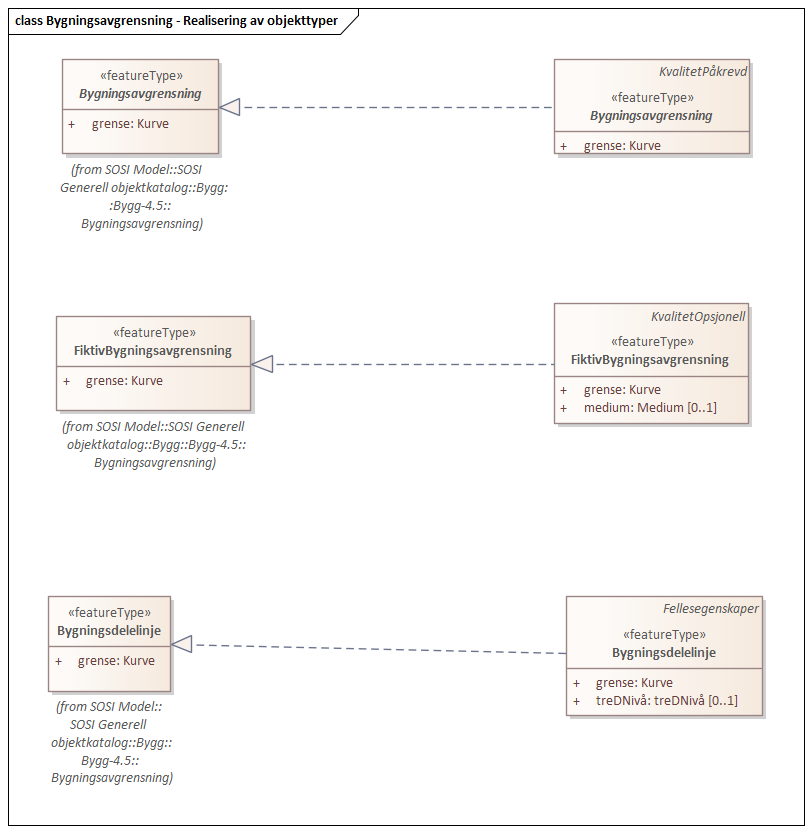 class Bygningsavgrensning - Realisering av objekttyper
«featureType»
Bygningsavgrensning
+ grense: Kurve
(from SOSI Model::SOSI
Generell objektkatalog::Bygg:
:Bygg-4.5::
Bygningsavgrensning)
KvalitetPåkrevd
«featureType»
Bygningsavgrensning
+ grense: Kurve
«featureType»
FiktivBygningsavgrensning
+ grense: Kurve
(from SOSI Model::SOSI Generell
objektkatalog::Bygg::Bygg-4.5::
Bygningsavgrensning)
KvalitetOpsjonell
«featureType»
FiktivBygningsavgrensning
+ grense: Kurve
+ medium: Medium [0..1]
«featureType»
Bygningsdelelinje
+ grense: Kurve
(from SOSI Model::
SOSI Generell
objektkatalog::Bygg::
Bygg-4.5::
Bygningsavgrensning)
Fellesegenskaper
«featureType»
Bygningsdelelinje
+ grense: Kurve
+ treDNivå: treDNivå [0..1]